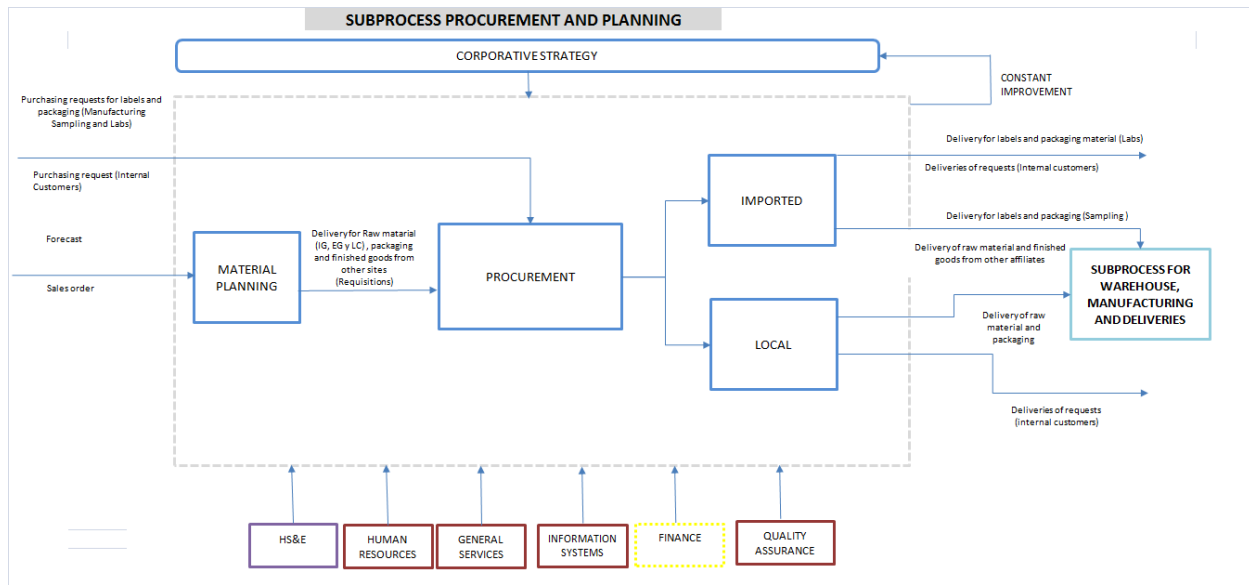 SUBPROCESS PROCUREMENT AND PLANNING
CORPORATIVE STRATEGY
CONSTANT
IMPROVEMENT
Purchasing requests for labels and
packaging (Manufacturing
Sampling and Labs)
Purchasing request (Internal
Customers)
Forecast
Sales order
MATERIAL
PLANNING
Delivery for Raw matarial
(IG, EG y LC) , packaging
and finished goods from
other sites
(Requisitions)
PROCUREMENT
IMPORTED
LOCAL
Delivery for labels and packaging material (Labs)
Deliveries of requests (Internal customers)
Delivery for labels and packaging (Sampling )
Delivery of raw material and finished
goods from other affiliates
SUBPROCESS FOR
WAREHOUSE,
MANUFACTURING
AND DELIVERIES
Delivery of raw
material and
packaging
Deliveries of requests
(internal customers)
HS&E
HUMAN
RESOURCES
GENERAL
SERVICES
INFORMATION
SYSTEMS
FINANCE
QUALITY
ASSURANCE